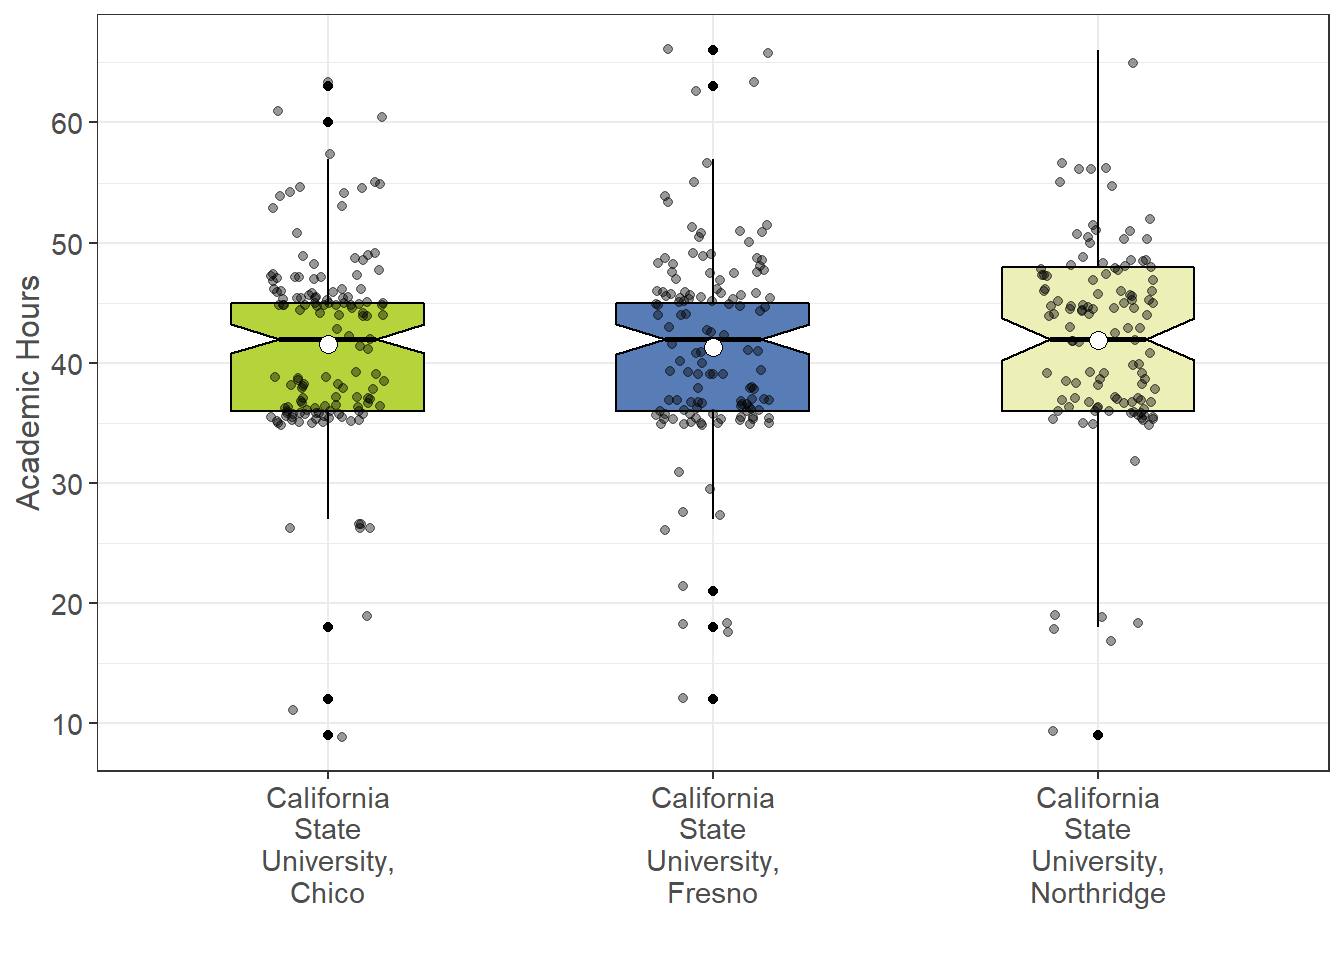 Academic Hours
60
50
40
30
20
10
California
State
University,
Chico
California
State
University,
Fresno
California
State
University,
Northridge